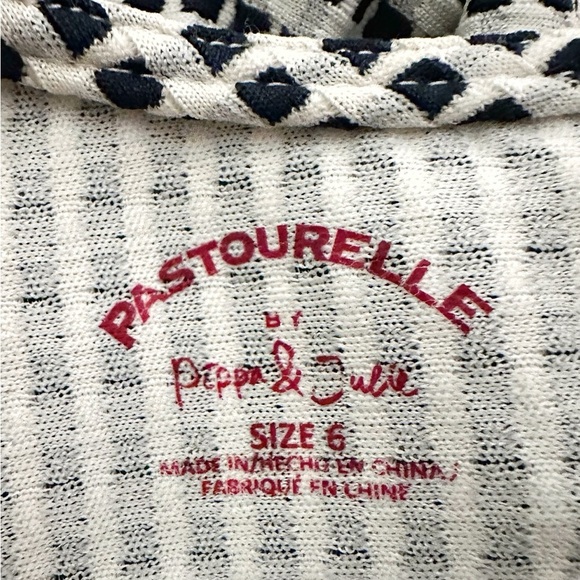 PASTOURELLE
BY
Pippa & Julie
SIZE 6
MADE IN/HECHO EN CHINA/
FABRIQUÉ EN CHINE